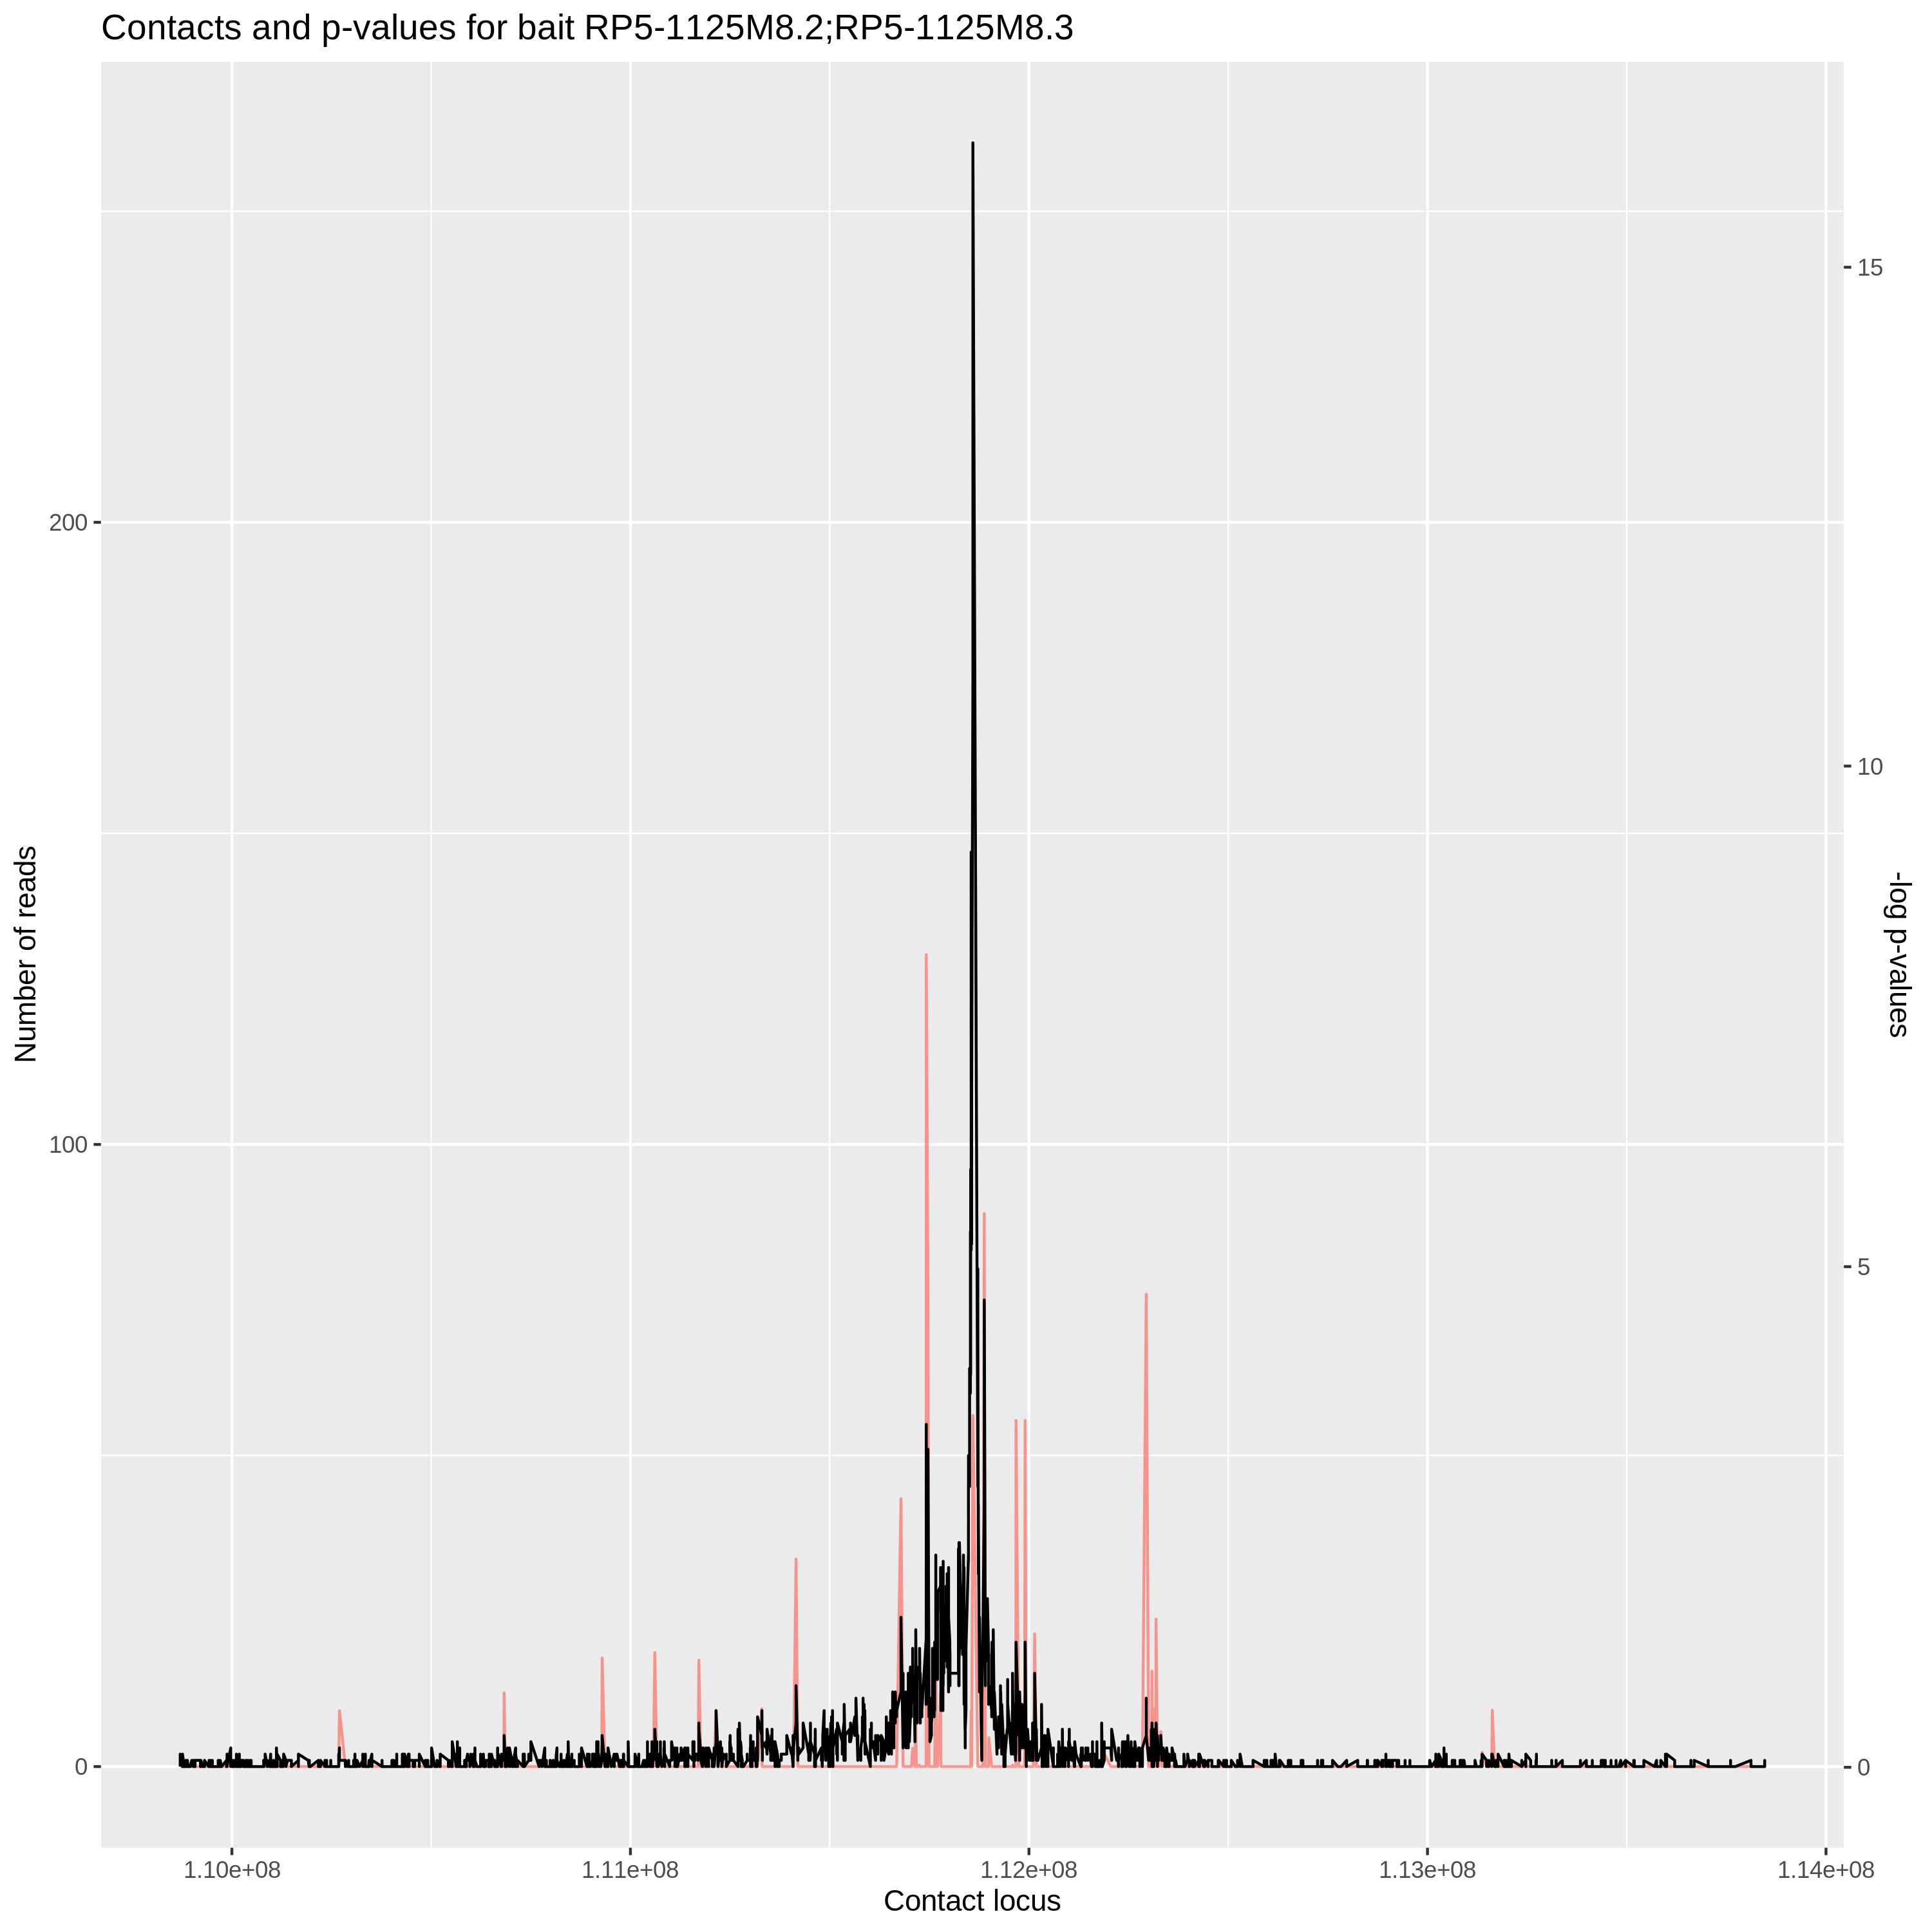 Contacts and p-values for bait RP5-1125M8.2;RP5-1125M8.3
200
100
0
Number of reads
15
10
5
0
-log p-values
1.10e+08 1.11e+08 1.12e+08 1.13e+08 1.14e+08
Contact locus